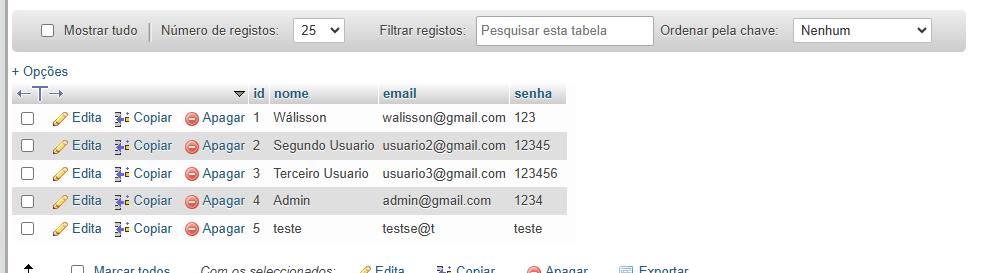 Mostrar tudo Número de registos: 25 Filtrar registos: Pesquisar esta tabela Ordenar pela chave: Nenhum
+ Opções
←T→ id nome email senha
Edita Copiar Apagar 1 Wálisson walisson@gmail.com 123
Edita Copiar Apagar 2 Segundo Usuario usuario2@gmail.com 12345
Edita Copiar Apagar 3 Terceiro Usuario usuario3@gmail.com 123456
Edita Copiar Apagar 4 Admin admin@gmail.com 1234
Edita Copiar Apagar 5 teste testse@t teste
Marcar todos Com os seleccionados: Edita Copiar Apagar Exportar